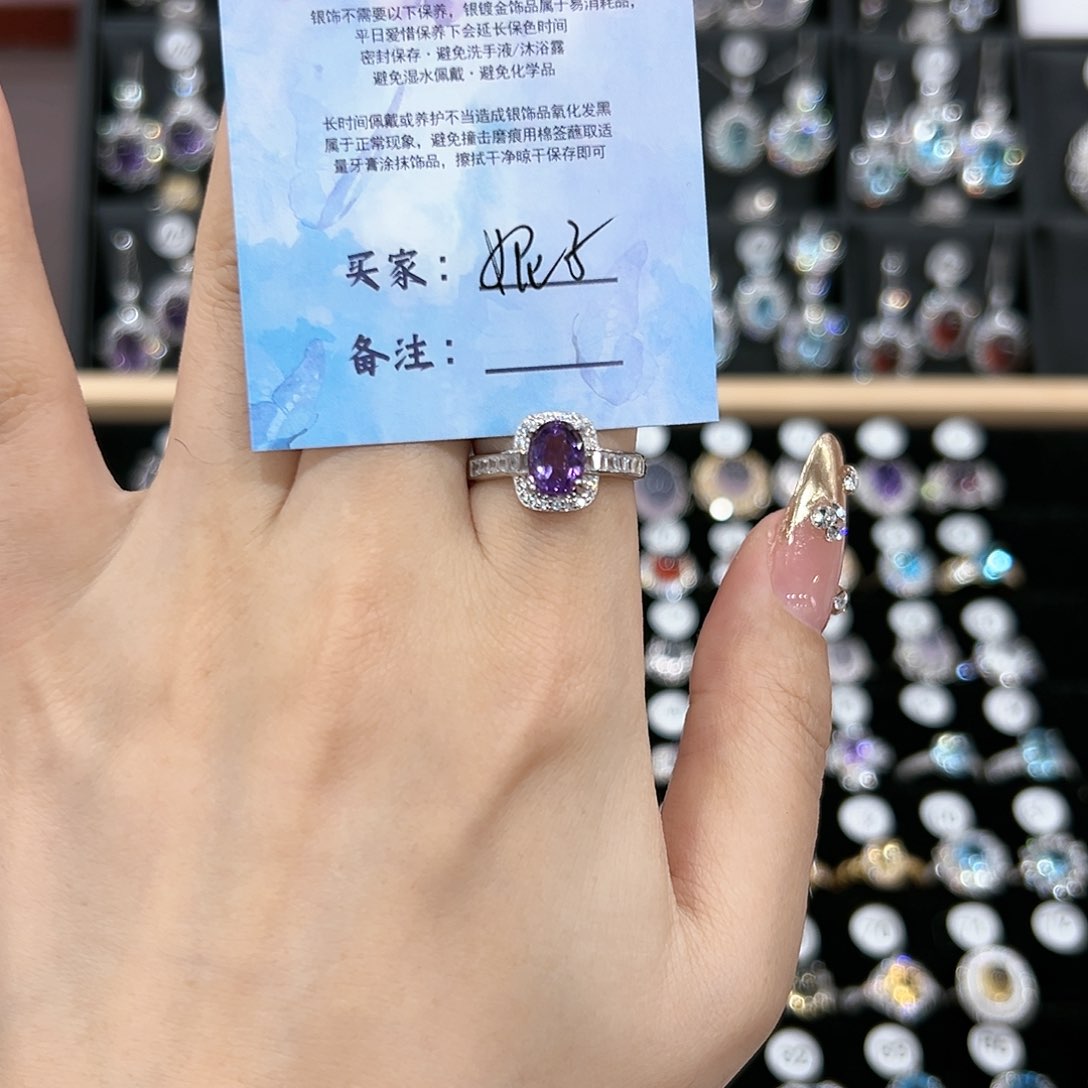 银饰不需要以下保养，银镀金饰品属于易消耗品，
平日爱惜保养下会延长保色时间
密封保存·避免洗手液/沐浴露
避免湿水佩戴·避免化学品
长时间佩戴或养护不当造成银饰品氧化发黑
属于正常现象，避免撞击磨痕用棉签蘸取适
量牙膏涂抹饰品，擦拭干净晾干保存即可
买家：妮子
备注：